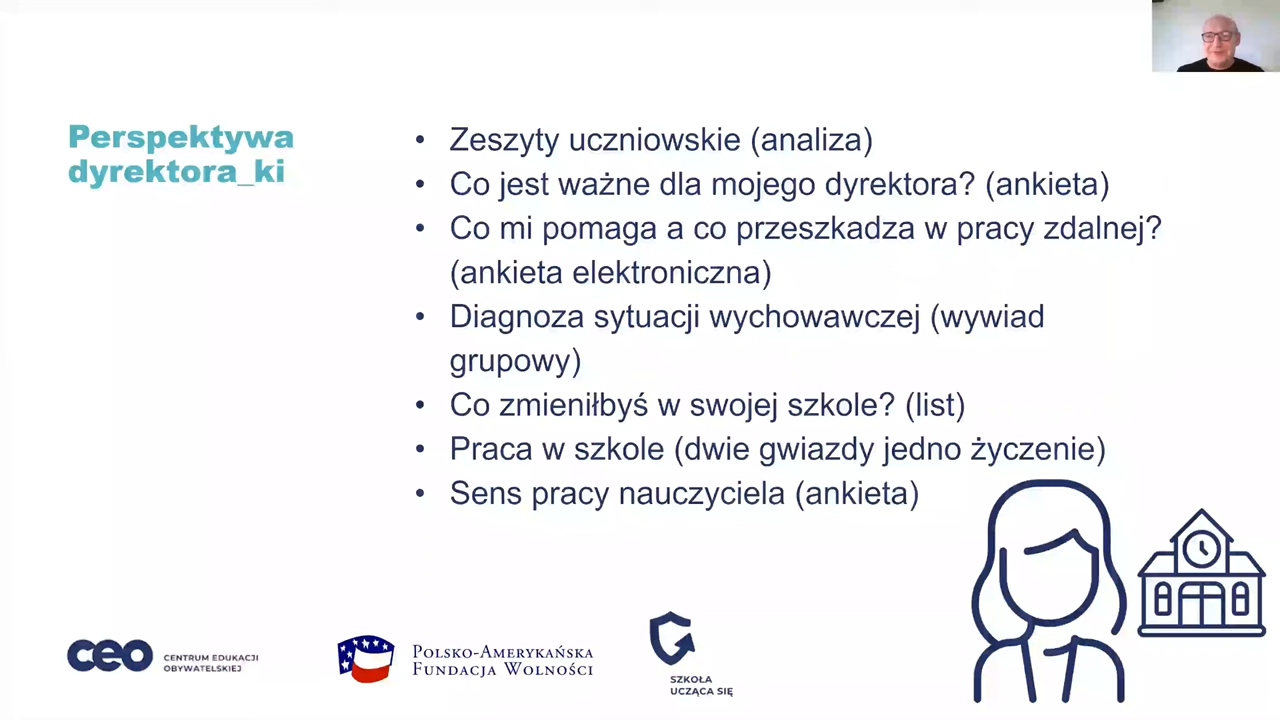 Perspektywa
dyrektora_ki
• Zeszyty uczniowskie (analiza)
• Co jest ważne dla mojego dyrektora? (ankieta)
• Co mi pomaga a co przeszkadza w pracy zdalnej?
(ankieta elektroniczna)
• Diagnoza sytuacji wychowawczej (wywiad
grupowy)
• Co zmieniłbyś w swojej szkole? (list)
• Praca w szkole (dwie gwiazdy jedno życzenie)
• Sens pracy nauczyciela (ankieta)
ceo
CENTRUM EDUKACJI
OBYWATELSKIEJ
POLSKO-AMERYKAŃSKA
FUNDACJA WOLNOŚCI
SZKOŁA
UCZĄCA SIĘ